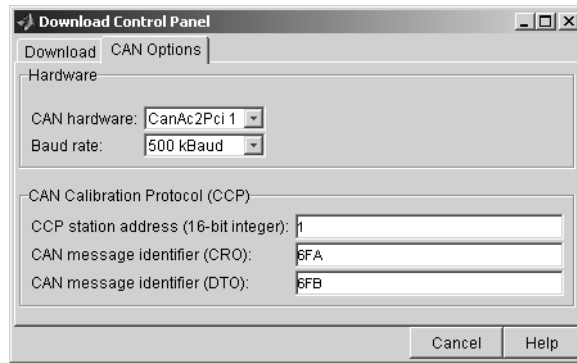 Download Control Panel
Download CAN Options
Hardware
CAN hardware: CanAc2Pci 1
Baud rate: 500 kBaud
CAN Calibration Protocol (CCP)
CCP station address (16-bit integer): 1
CAN message identifier (CRO): 6FA
CAN message identifier (DTO): 6FB
Cancel Help